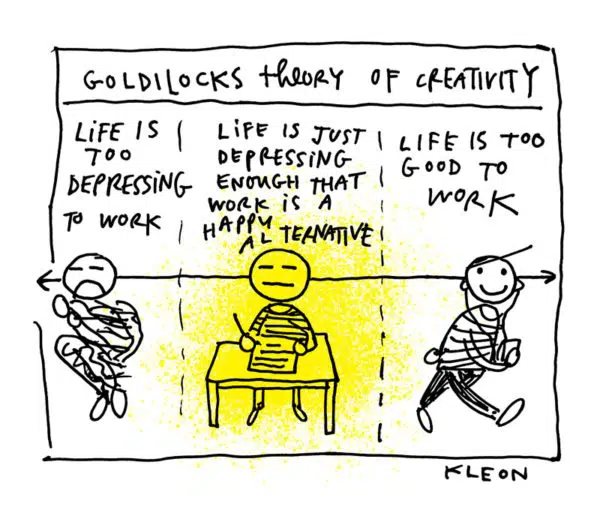 GOLDILOCKS theORY OF CREATIVITY
LiFE IS
TOO
DEPRESSING
TO WORK
LiFE IS JUST
DEPRESSING
ENOUGH THAT
WORK IS A
HAPPY
ALTERNATIVE
LIFE IS TOO
GOOD TO
WORK
KLEON